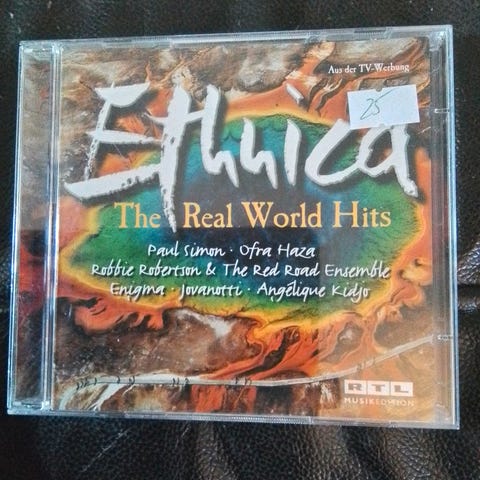 Aus der TV-Werbung
25
Ethnica
The Real World Hits
Paul Simon · Ofra Haza
Robbie Robertson & The Red Road Ensemble
Enigma · Jovanotti · Angélique Kidjo
RTL
MUSIKEDITION